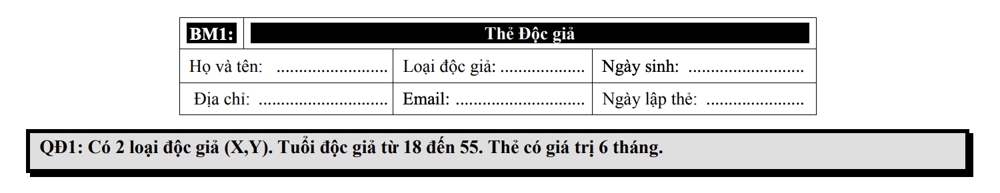 BM1: Thẻ Độc giả
Họ và tên: ......................... Loại độc giả: ................... Ngày sinh: ..........................
Địa chỉ: ............................. Email: ............................. Ngày lập thẻ: ......................
QĐ1: Có 2 loại độc giả (X,Y). Tuổi độc giả từ 18 đến 55. Thẻ có giá trị 6 tháng.